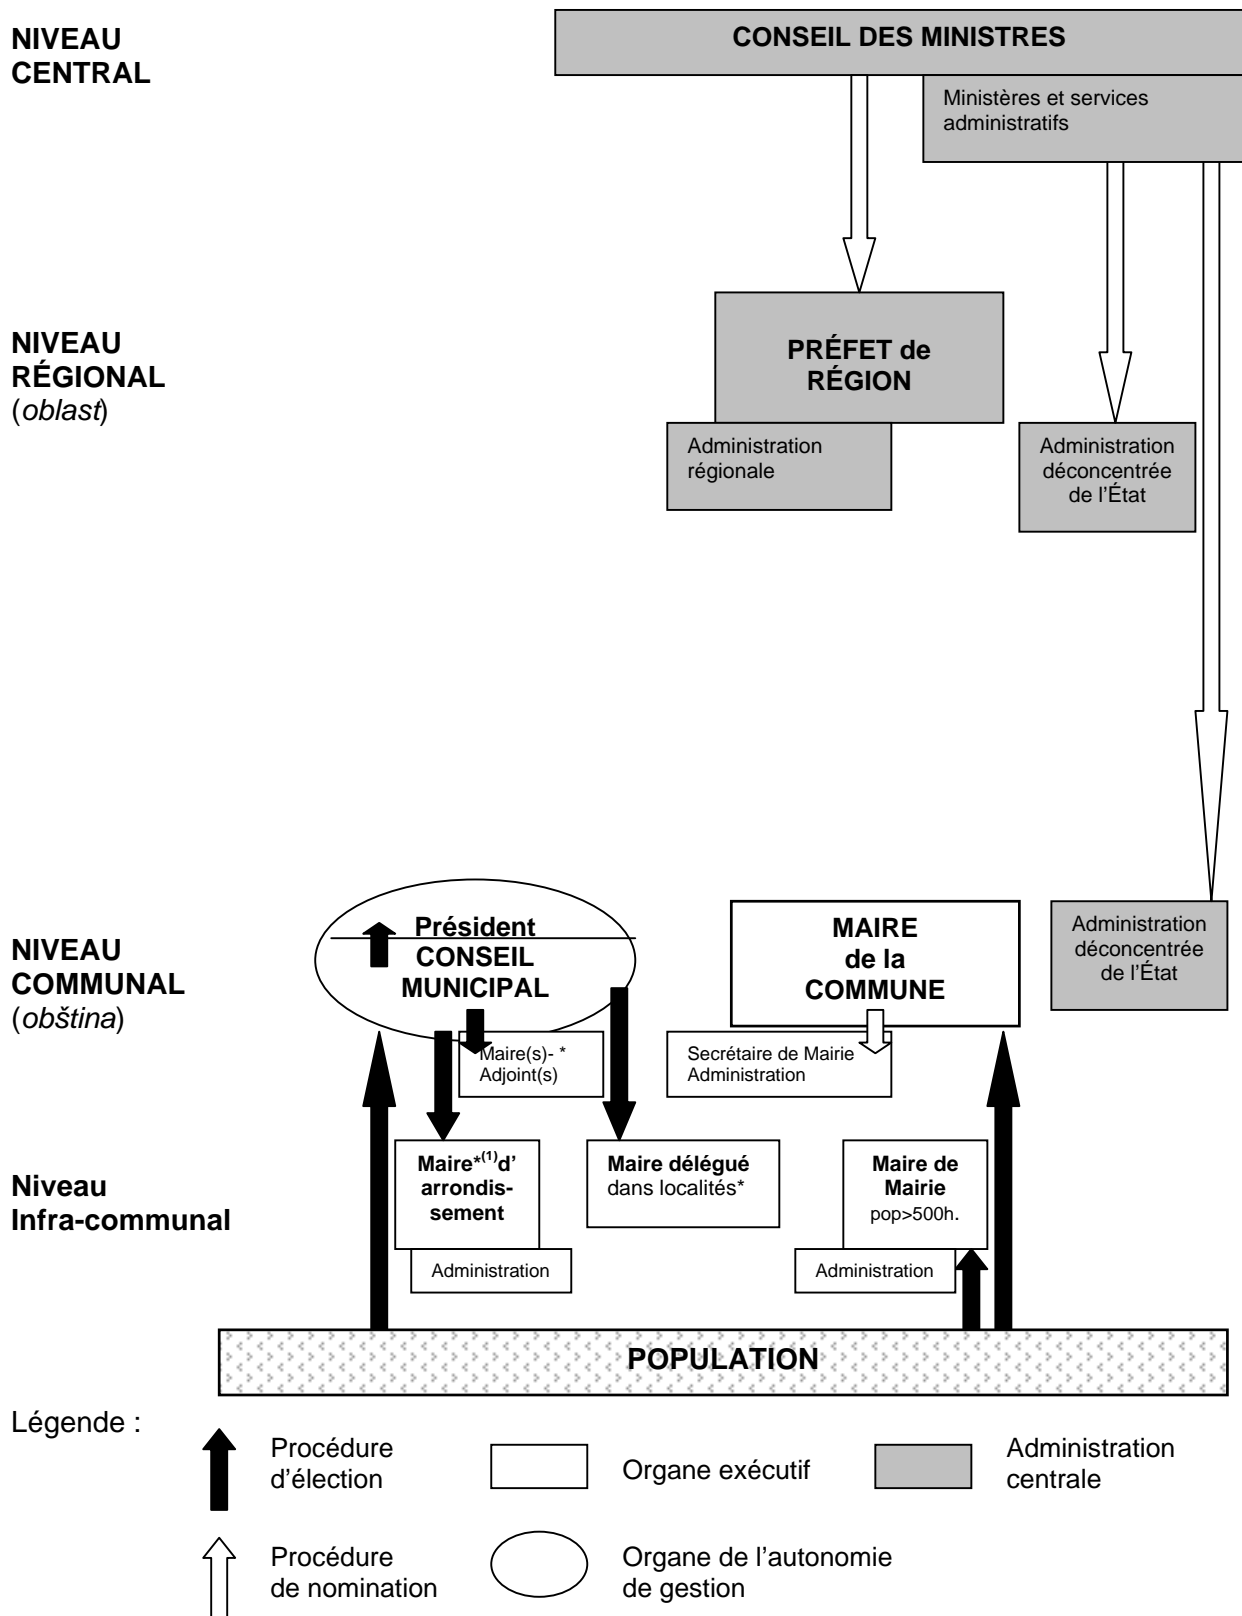 NIVEAU
CENTRAL
CONSEIL DES MINISTRES
Ministères et services
administratifs
NIVEAU
RÉGIONAL
(oblast)
PRÉFET de
RÉGION
Administration
régionale
Administration
déconcentrée
de l’État
NIVEAU
COMMUNAL
(obština)
Président
CONSEIL
MUNICIPAL
MAIRE
de la
COMMUNE
Administration
déconcentrée
de l’État
Maire(s)- *
Adjoint(s)
Secrétaire de Mairie
Administration
Niveau
Infra-communal
Maire*(1)d’
arrondis-
sement
Administration
Maire délégué
dans localités*
Maire de
Mairie
pop>500h.
Administration
POPULATION
Légende :
Procédure
d’élection
Organe exécutif
Administration
centrale
Procédure
de nomination
Organe de l’autonomie
de gestion